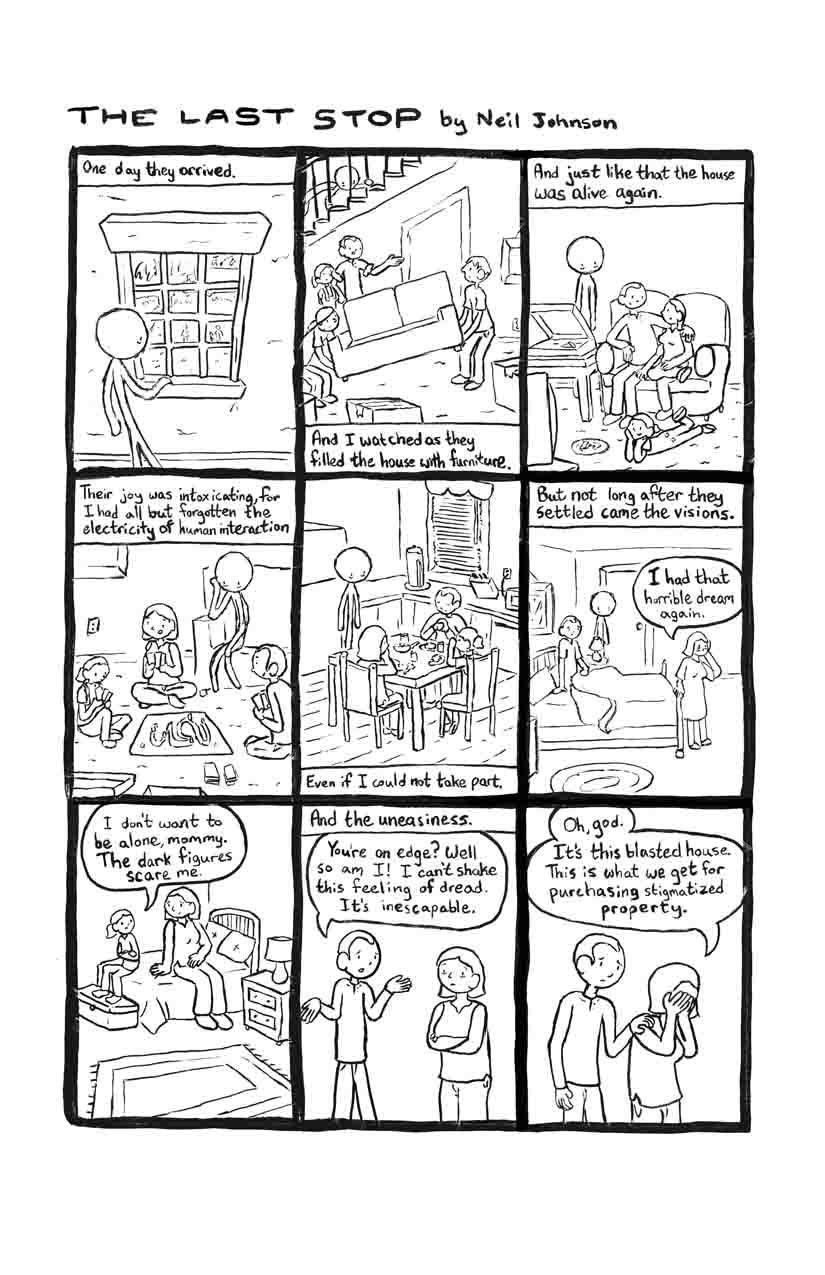 THE LAST STOP by Neil Johnson
One day they arrived.
And I watched as they
filled the house with furniture.
And just like that the house
was alive again.
Their joy was intoxicating, for
I had all but forgotten the
electricity of human interaction
Even if I could not take part.
But not long after they
settled came the visions.
I had that
horrible dream
again.
I don't want to
be alone, mommy.
The dark figures
scare me.
And the uneasiness.
You're on edge? Well
so am I! I can't shake
this feeling of dread.
It's inescapable.
Oh, god.
It's this blasted house.
This is what we get for
purchasing stigmatized
property.